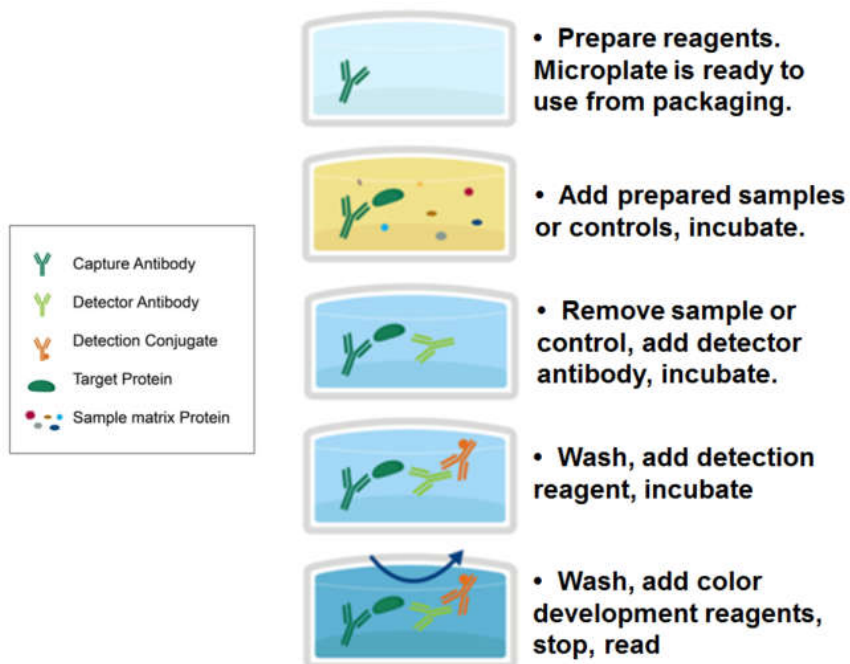 • Prepare reagents.
Microplate is ready to
use from packaging.
• Add prepared samples
or controls, incubate.
Capture Antibody
Detector Antibody
Detection Conjugate
Target Protein
Sample matrix Protein
• Remove sample or
control, add detector
antibody, incubate.
• Wash, add detection
reagent, incubate
• Wash, add color
development reagents,
stop, read